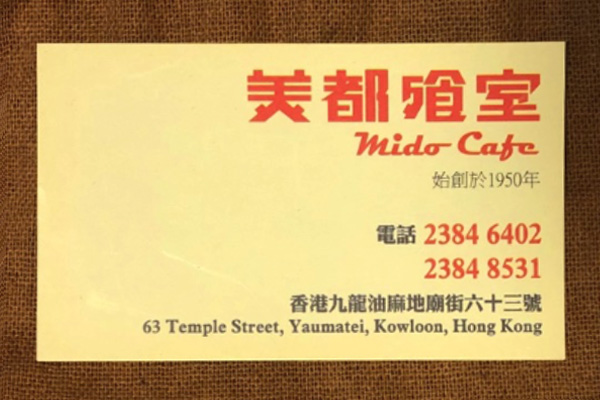 美都飡室
Mido Cafe
始創於1950年
電話 2384 6402
2384 8531
香港九龍油麻地廟街六十三號
63 Temple Street, Yaumatei, Kowloon, Hong Kong